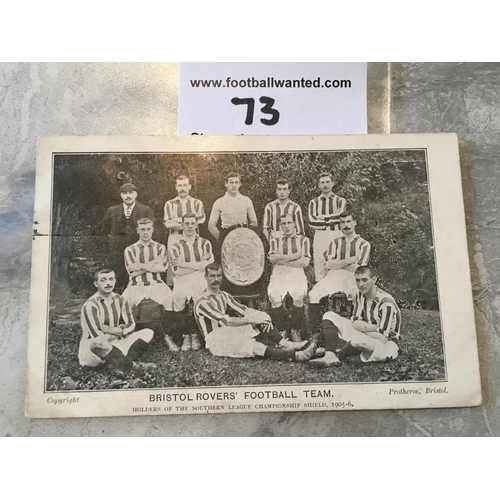 www.footballwanted.com
73
BRISTOL ROVERS' FOOTBALL TEAM.
Copyright
Protheroe, Bristol.
HOLDERS OF THE SOUTHERN LEAGUE CHAMPIONSHIP SHIELD, 1905-6.